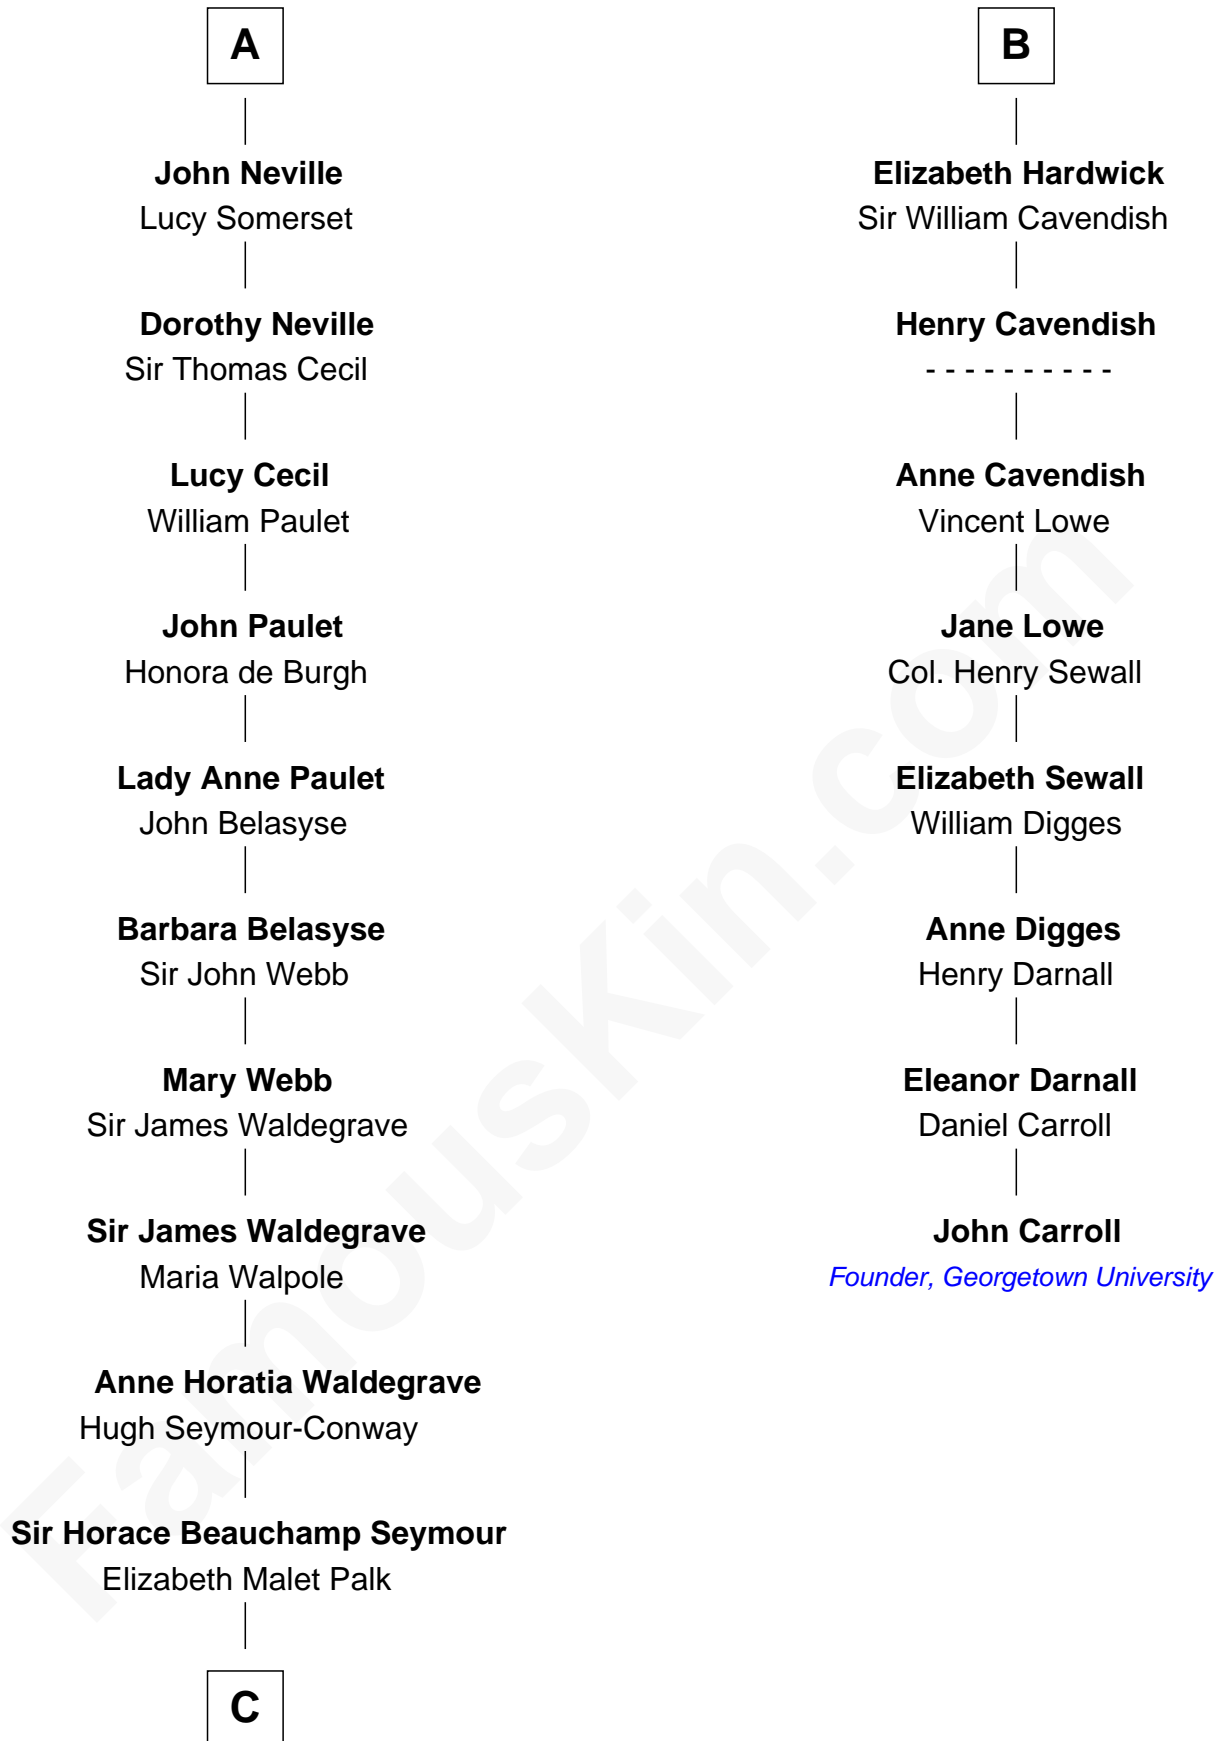 A
John Neville
Lucy Somerset
Dorothy Neville
Sir Thomas Cecil
Lucy Cecil
William Paulet
John Paulet
Honora de Burgh
Lady Anne Paulet
John Belasyse
Barbara Belasyse
Sir John Webb
Mary Webb
Sir James Waldegrave
Sir James Waldegrave
Maria Walpole
Anne Horatia Waldegrave
Hugh Seymour-Conway
Sir Horace Beauchamp Seymour
Elizabeth Malet Palk
C
B
Elizabeth Hardwick
Sir William Cavendish
Henry Cavendish
- - - - - - - - - -
Anne Cavendish
Vincent Lowe
Jane Lowe
Col. Henry Sewall
Elizabeth Sewall
William Digges
Anne Digges
Henry Darnall
Eleanor Darnall
Daniel Carroll
John Carroll
Founder, Georgetown University
FamousKin.com